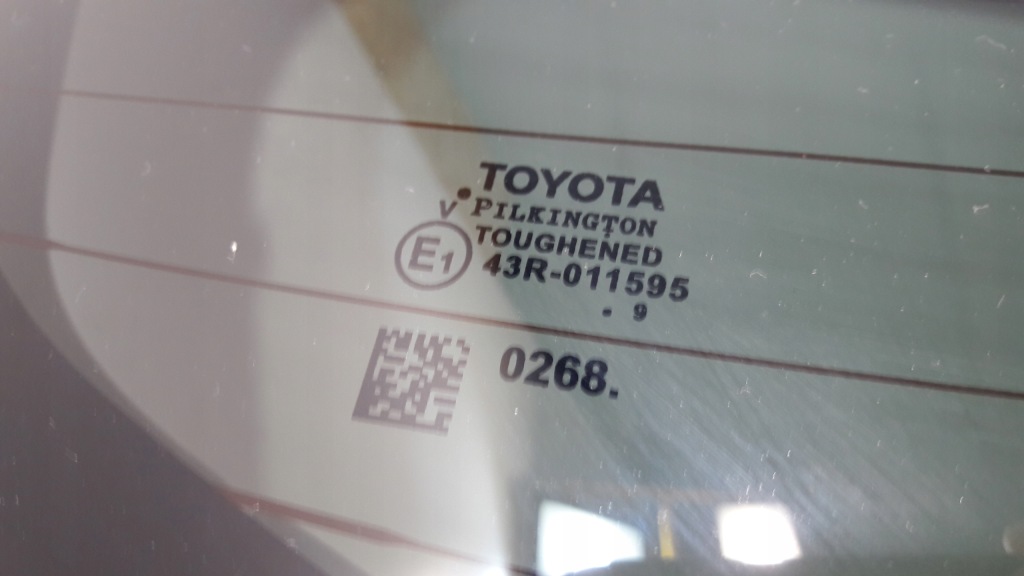 TOYOTA
V PILKINGTON
TOUGHENED
E1 43R-011595
- 9
0268.